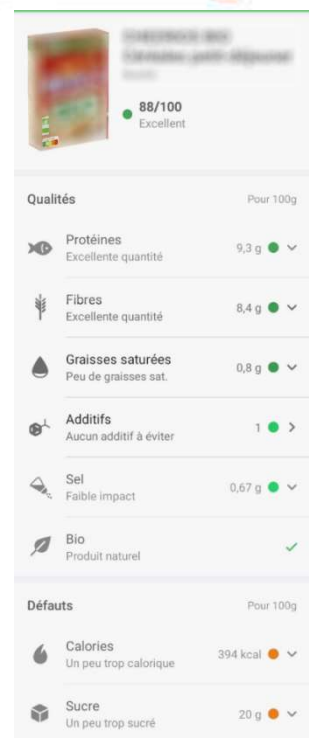 88/100
Excellent
Qualités Pour 100g
Protéines
Excellente quantité
9,3 g
Fibres
Excellente quantité
8,4 g
Graisses saturées
Peu de graisses sat.
0,8 g
Additifs
Aucun additif à éviter
1
Sel
Faible impact
0,67 g
Bio
Produit naturel
Défauts Pour 100g
Calories
Un peu trop calorique
394 kcal
Sucre
Un peu trop sucré
20 g